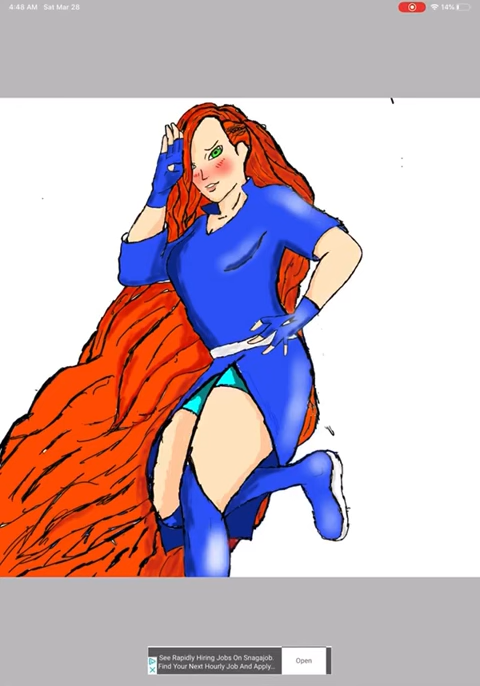 4:48 AM Sat Mar 28
14%
See Rapidly Hiring Jobs On Snagajob.
Find Your Next Hourly Job And Apply...
Open